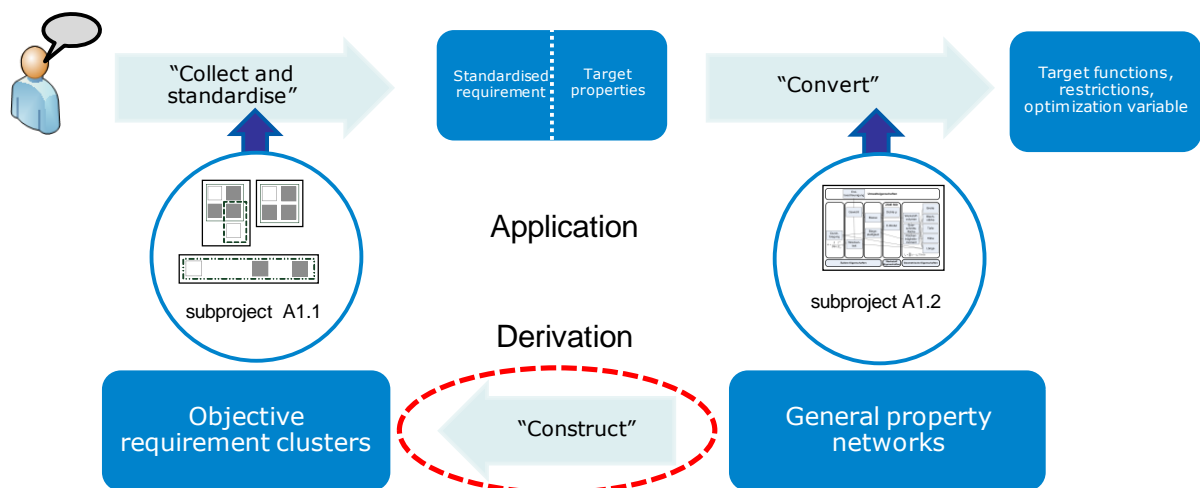 “Collect and
standardise”
Standardised
requirement
Target
properties
“Convert”
Target functions,
restrictions,
optimization variable
Application
subproject A1.1
subproject A1.2
Derivation
Objective
requirement clusters
“Construct”
General property
networks